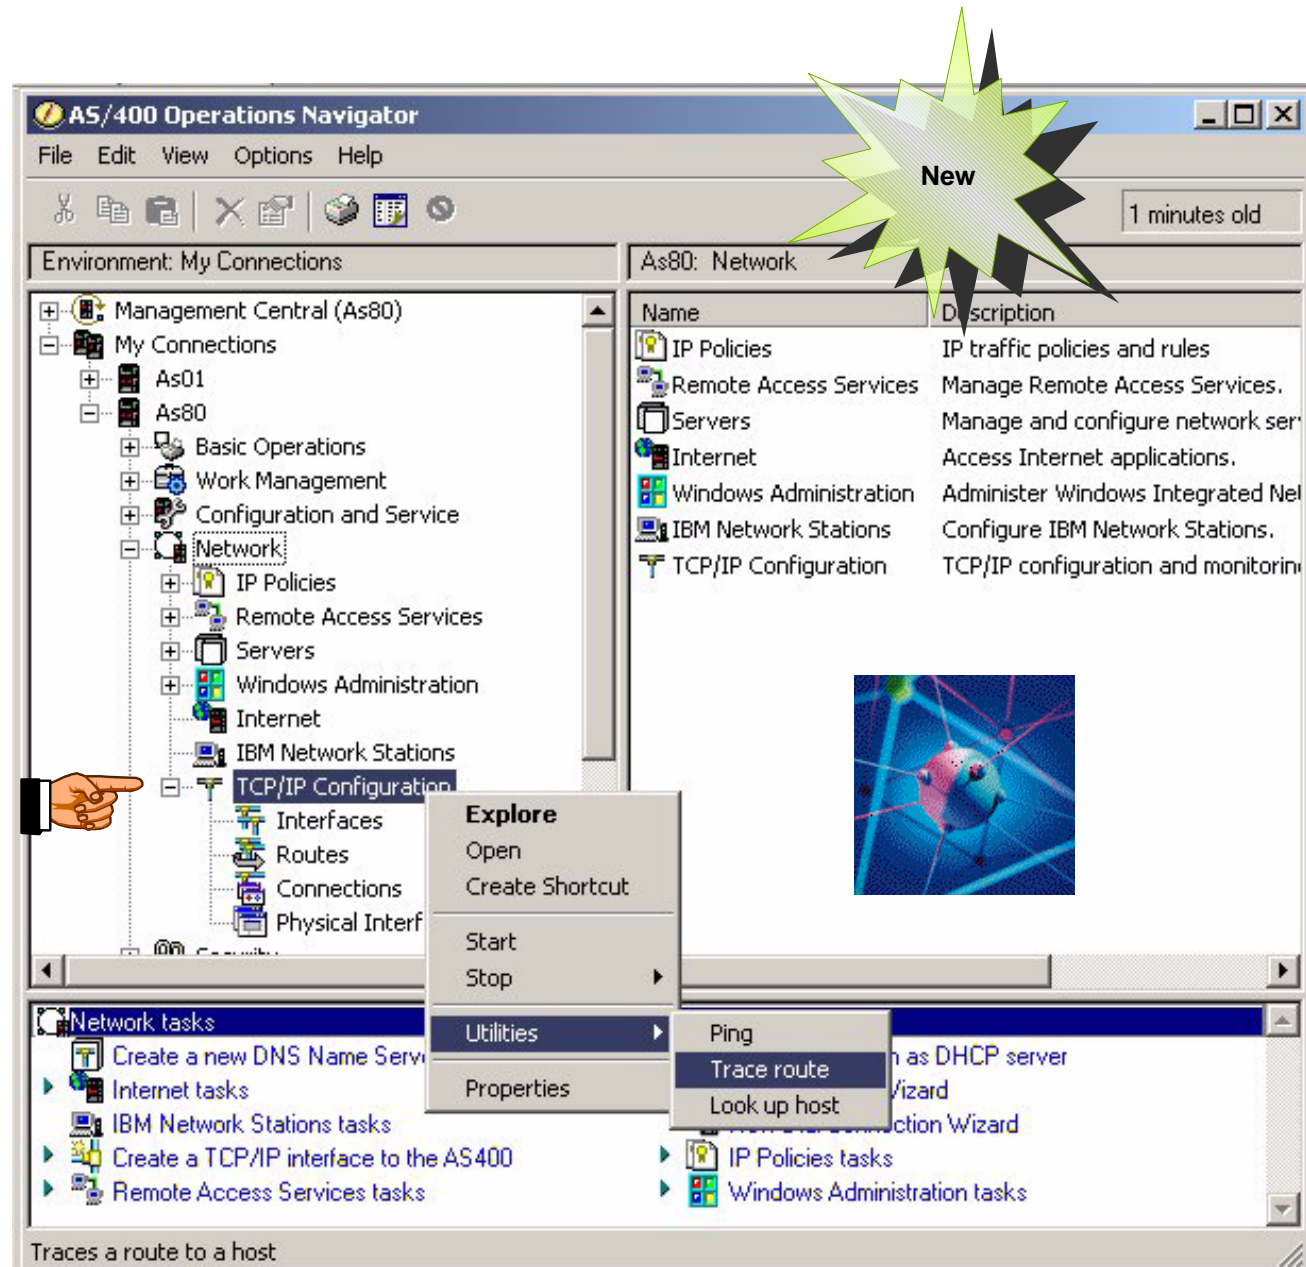 New
AS/400 Operations Navigator
File Edit View Options Help
1 minutes old
Environment: My Connections
As80: Network
Management Central (As80)
My Connections
As01
As80
Basic Operations
Work Management
Configuration and Service
Network
IP Policies
Remote Access Services
Servers
Windows Administration
Internet
IBM Network Stations
TCP/IP Configuration
Interfaces
Routes
Connections
Physical Interf
Name Description
IP Policies IP traffic policies and rules
Remote Access Services Manage Remote Access Services.
Servers Manage and configure network ser
Internet Access Internet applications.
Windows Administration Administer Windows Integrated Net
IBM Network Stations Configure IBM Network Stations.
TCP/IP Configuration TCP/IP configuration and monitorin
Explore
Open
Create Shortcut
Start
Stop
Utilities
Properties
Ping
Trace route
Look up host
Network tasks
Create a new DNS Name Serv
Internet tasks
IBM Network Stations tasks
Create a TCP/IP interface to the AS400
Remote Access Services tasks
as DHCP server
Wizard
Wizard
IP Policies tasks
Windows Administration tasks
Traces a route to a host